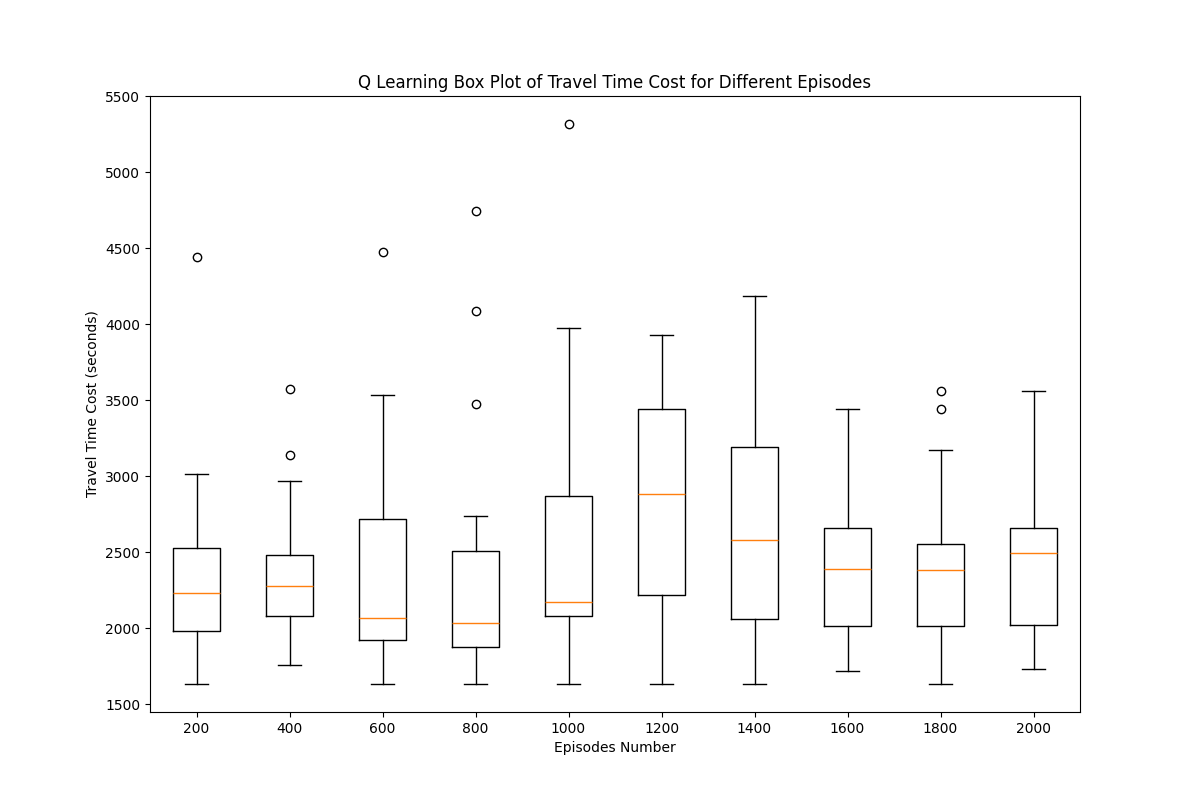 Q Learning Box Plot of Travel Time Cost for Different Episodes
5500
5000
4500
4000
3500
3000
2500
2000
1500
Travel Time Cost (seconds)
200 400 600 800 1000 1200 1400 1600 1800 2000
Episodes Number